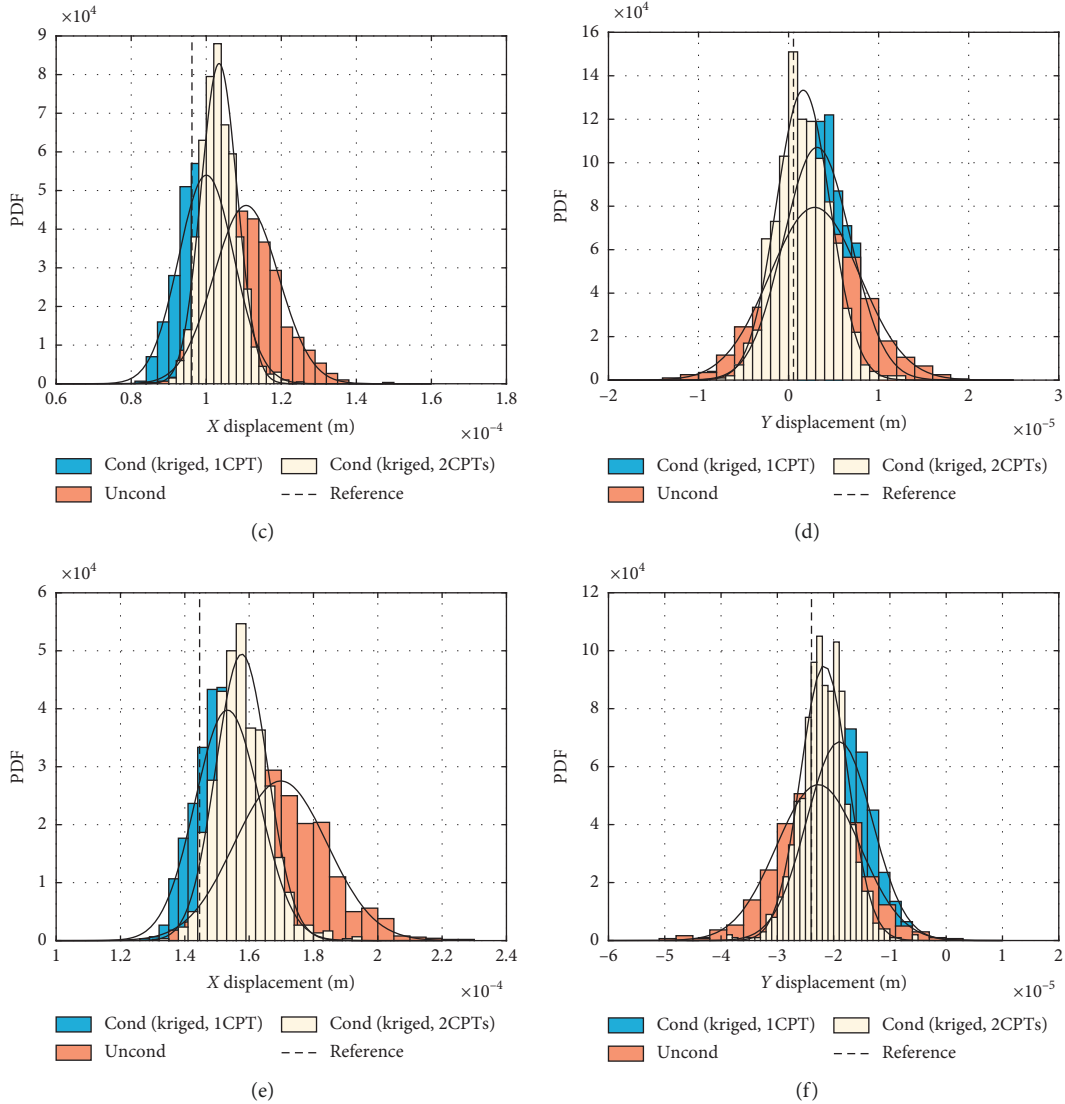 ×10⁴
9
8
7
6
5
4
3
2
1
0
PDF
0.6 0.8 1 1.2 1.4 1.6 1.8
X displacement (m) ×10⁻⁴
Cond (kriged, 1CPT) Cond (kriged, 2CPTs)
Uncond Reference
(c)
×10⁴
16
14
12
10
8
6
4
2
0
PDF
−2 −1 0 1 2 3
Y displacement (m) ×10⁻⁵
Cond (kriged, 1CPT) Cond (kriged, 2CPTs)
Uncond Reference
(d)
×10⁴
6
5
4
3
2
1
0
PDF
1 1.2 1.4 1.6 1.8 2 2.2 2.4
X displacement (m) ×10⁻⁴
Cond (kriged, 1CPT) Cond (kriged, 2CPTs)
Uncond Reference
(e)
×10⁴
12
10
8
6
4
2
0
PDF
−6 −5 −4 −3 −2 −1 0 1 2
Y displacement (m) ×10⁻⁵
Cond (kriged, 1CPT) Cond (kriged, 2CPTs)
Uncond Reference
(f)